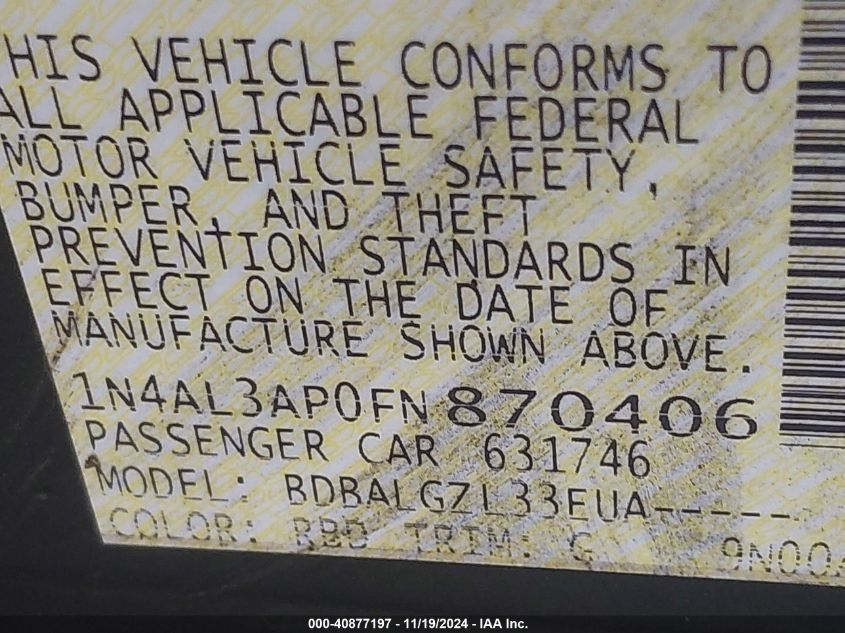 HIS VEHICLE CONFORMS TO
ALL APPLICABLE FEDERAL
MOTOR VEHICLE SAFETY,
BUMPER, AND THEFT
PREVENTION STANDARDS IN
EFFECT ON THE DATE OF
MANUFACTURE SHOWN ABOVE.
1N4AL3AP0FN870406
PASSENGER CAR 631746
MODEL: BDBALGZL33EUA-----
COLOR: RBD TRIM: G 9N00A
000-40877197 - 11/19/2024 - IAA Inc.